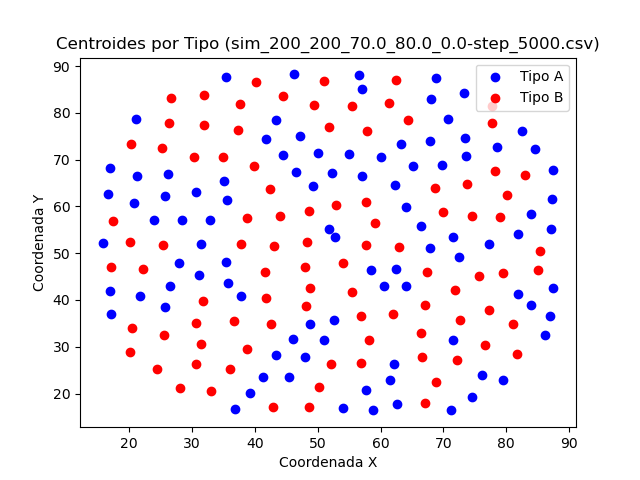 Centroides por Tipo (sim_200_200_70.0_80.0_0.0-step_5000.csv)
Tipo A
Tipo B
90
80
70
60
50
40
30
20
Coordenada Y
20 30 40 50 60 70 80 90
Coordenada X